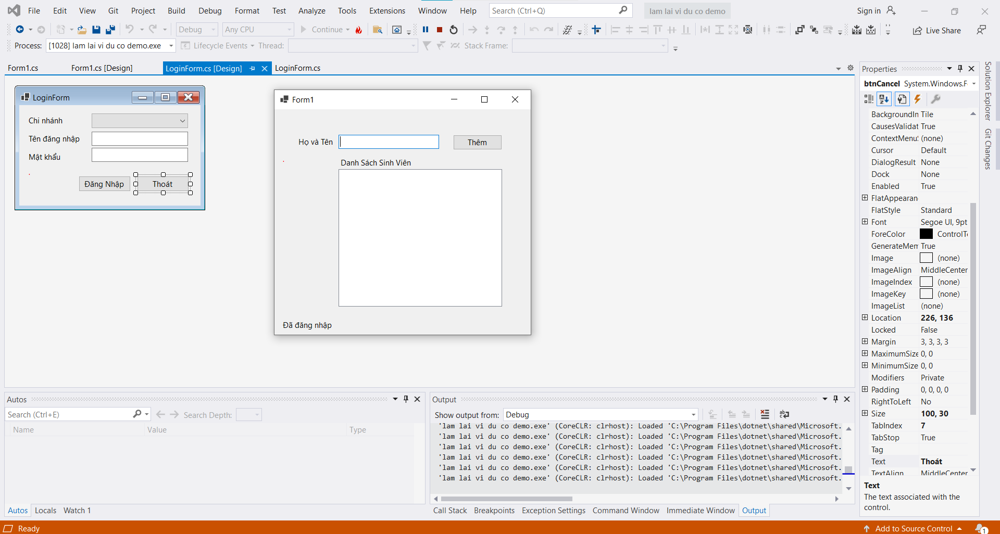 File Edit View Git Project Build Debug Format Test Analyze Tools Extensions Window Help Search (Ctrl+Q) lam lai vi du co demo Sign in
Debug Any CPU Continue Live Share
Process: [1028] lam lai vi du co demo.exe Lifecycle Events Thread: Stack Frame:
Form1.cs Form1.cs [Design] LoginForm.cs [Design] LoginForm.cs
LoginForm
Chi nhánh
Tên đăng nhập
Mật khẩu
Đăng Nhập Thoát
Form1
Họ và Tên Thêm
Danh Sách Sinh Viên
Đã đăng nhập
Properties
btnCancel System.Windows.Fo
BackgroundIn Tile
CausesValidat True
ContextMenuS (none)
Cursor Default
DialogResult None
Dock None
Enabled True
FlatAppearan
FlatStyle Standard
Font Segoe UI, 9pt
ForeColor ControlTe
GenerateMem True
Image (none)
ImageAlign MiddleCenter
ImageIndex (none)
ImageKey (none)
ImageList (none)
Location 226, 136
Locked False
Margin 3, 3, 3, 3
MaximumSize 0, 0
MinimumSize 0, 0
Modifiers Private
Padding 0, 0, 0, 0
RightToLeft No
Size 100, 30
TabIndex 7
TabStop True
Tag
Text Thoát
TextAlign MiddleCenter
Text
The text associated with the
control.
Solution Explorer
Git Changes
Autos
Search (Ctrl+E) Search Depth:
Name Value Type
Autos Locals Watch 1
Output
Show output from: Debug
'lam lai vi du co demo.exe' (CoreCLR: clrhost): Loaded 'C:\Program Files\dotnet\shared\Microsoft.
'lam lai vi du co demo.exe' (CoreCLR: clrhost): Loaded 'C:\Program Files\dotnet\shared\Microsoft.
'lam lai vi du co demo.exe' (CoreCLR: clrhost): Loaded 'C:\Program Files\dotnet\shared\Microsoft.
'lam lai vi du co demo.exe' (CoreCLR: clrhost): Loaded 'C:\Program Files\dotnet\shared\Microsoft.
'lam lai vi du co demo.exe' (CoreCLR: clrhost): Loaded 'C:\Program Files\dotnet\shared\Microsoft.
'lam lai vi du co demo.exe' (CoreCLR: clrhost): Loaded 'C:\Program Files\dotnet\shared\Microsoft.
Call Stack Breakpoints Exception Settings Command Window Immediate Window Output
Ready Add to Source Control 1